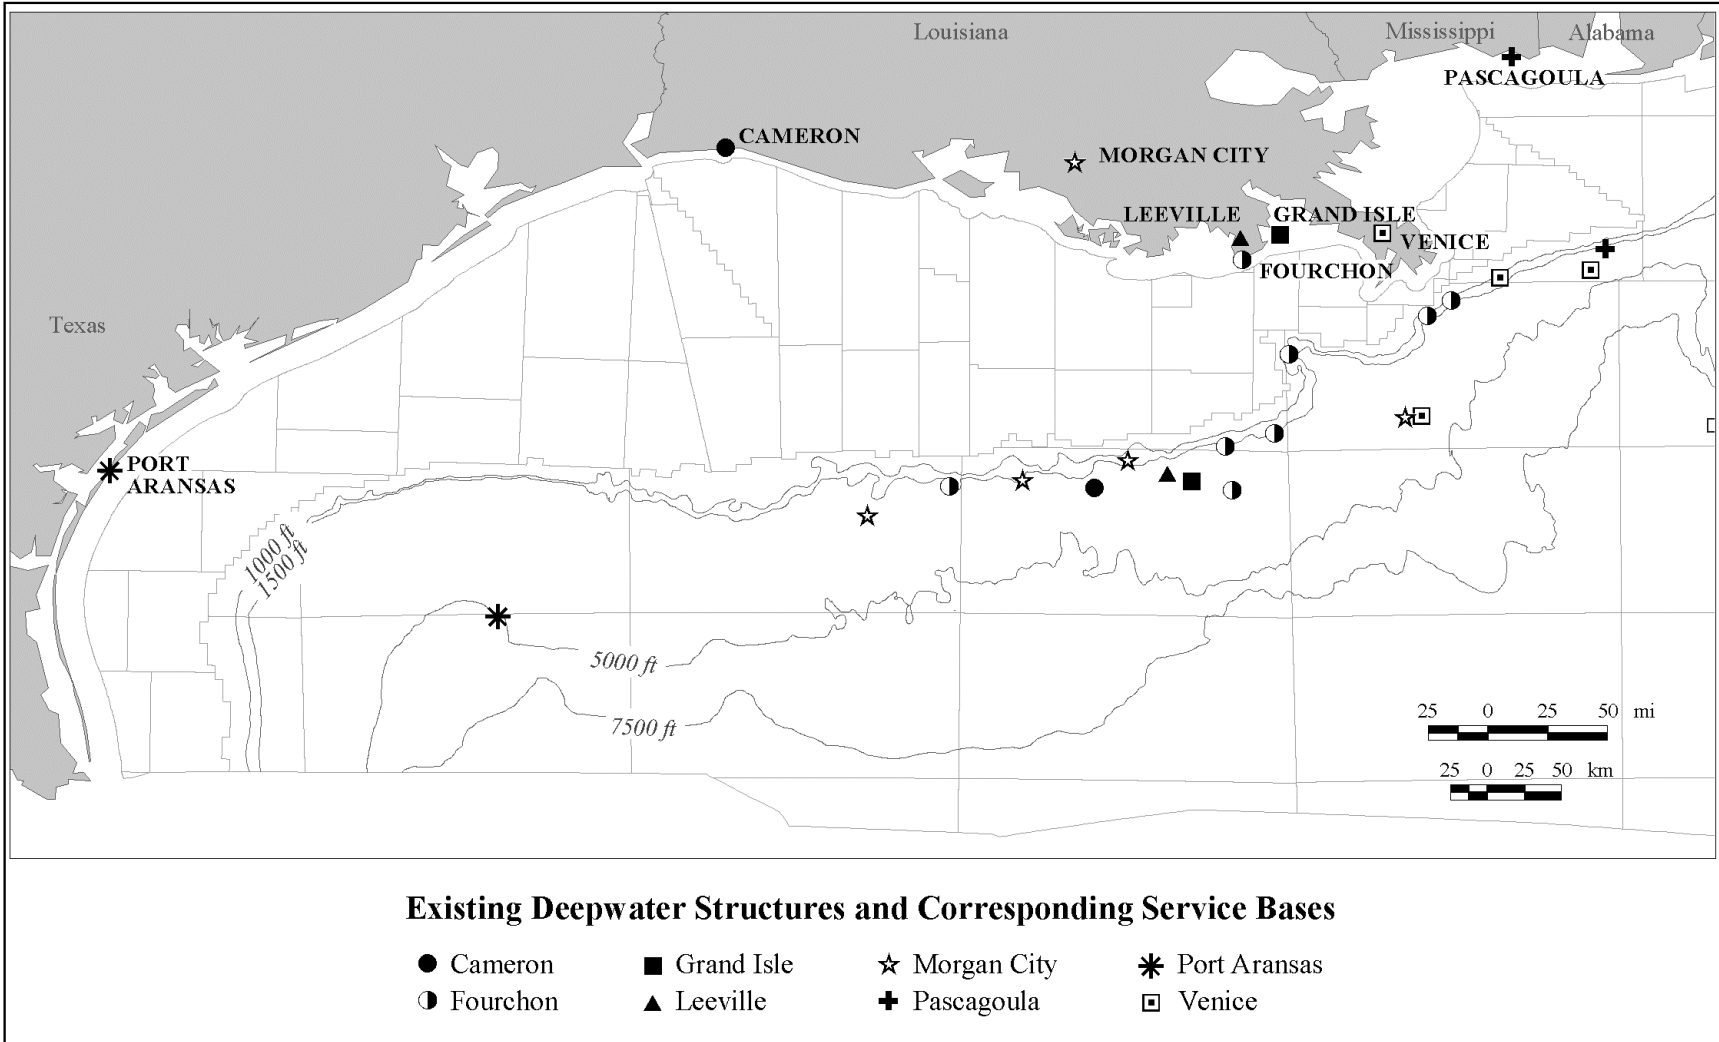 Louisiana
Mississippi
Alabama
PASCAGOULA
CAMERON
MORGAN CITY
LEEVILLE
GRAND ISLE
VENICE
FOURCHON
Texas
PORT
ARANSAS
1000 ft
1500 ft
5000 ft
7500 ft
25 0 25 50 mi
25 0 25 50 km
Existing Deepwater Structures and Corresponding Service Bases
Cameron Grand Isle Morgan City Port Aransas
Fourchon Leeville Pascagoula Venice